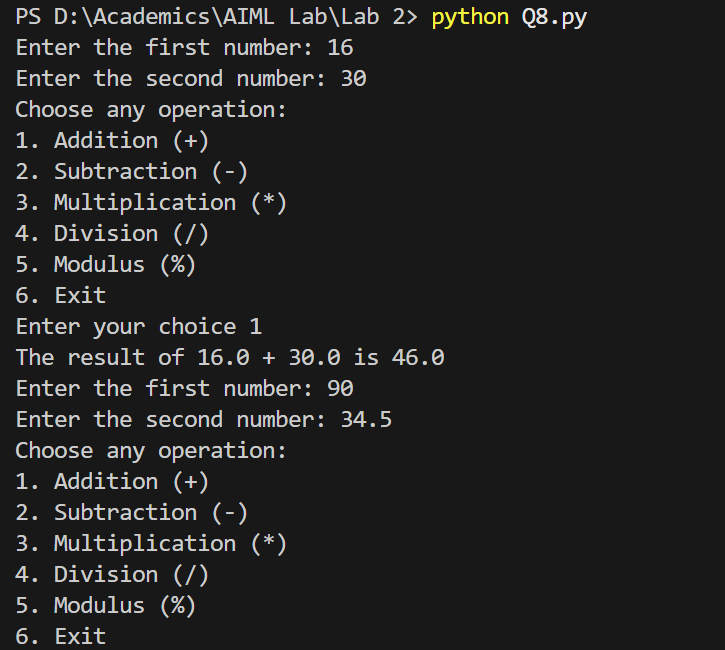 PS D:\Academics\AIML Lab\Lab 2> python Q8.py
Enter the first number: 16
Enter the second number: 30
Choose any operation:
1. Addition (+)
2. Subtraction (-)
3. Multiplication (*)
4. Division (/)
5. Modulus (%)
6. Exit
Enter your choice 1
The result of 16.0 + 30.0 is 46.0
Enter the first number: 90
Enter the second number: 34.5
Choose any operation:
1. Addition (+)
2. Subtraction (-)
3. Multiplication (*)
4. Division (/)
5. Modulus (%)
6. Exit